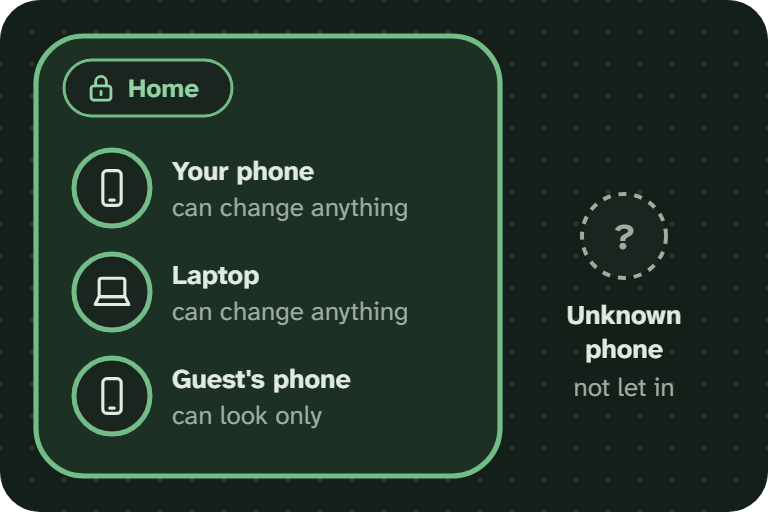 Home
Your phone
can change anything
Laptop
can change anything
Guest's phone
can look only
?
Unknown
phone
not let in